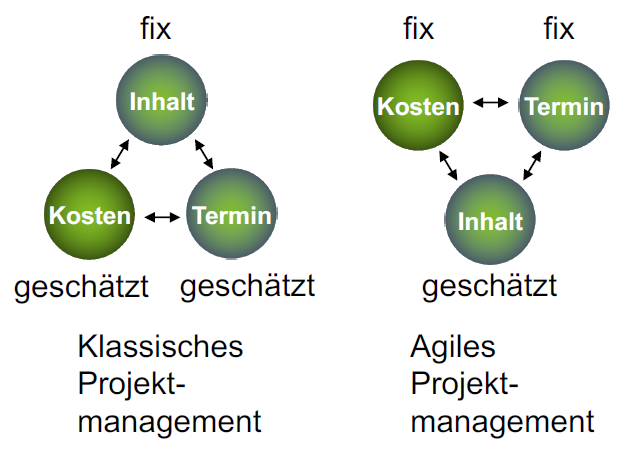 fix
Inhalt
Kosten
Termin
geschätzt
geschätzt
Klassisches
Projekt-
management
fix
fix
Kosten
Termin
Inhalt
geschätzt
Agiles
Projekt-
management